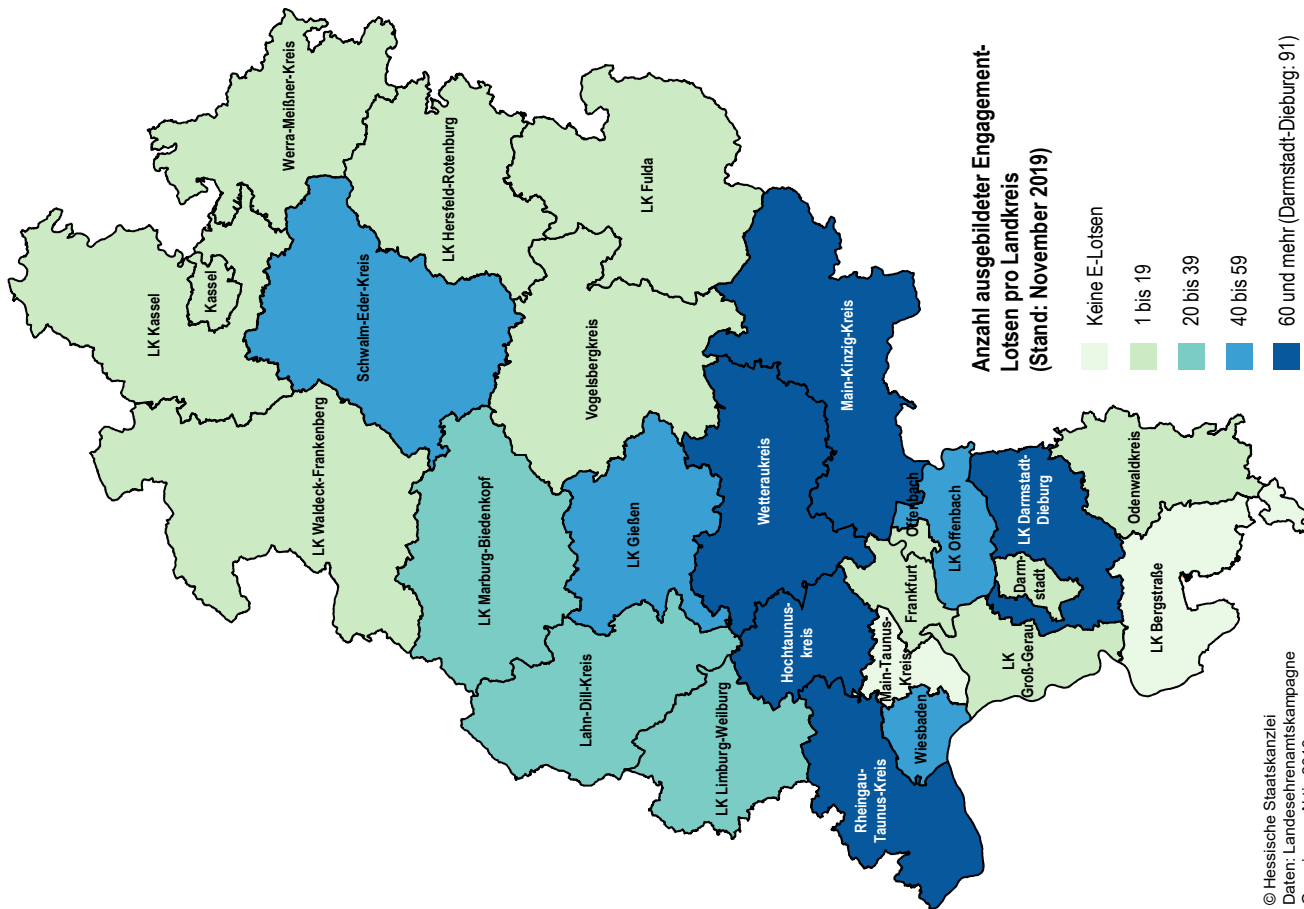 LK Kassel
Kassel
Werra-Meißner-Kreis
LK Waldeck-Frankenberg
Schwalm-Eder-Kreis
LK Hersfeld-Rotenburg
LK Marburg-Biedenkopf
Vogelsbergkreis
LK Fulda
Lahn-Dill-Kreis
LK Gießen
LK Limburg-Weilburg
Wetteraukreis
Main-Kinzig-Kreis
Hochtaunus-
kreis
Rheingau-
Taunus-Kreis
Main-Taunus-
Kreis
Wiesbaden
Frankfurt
Offenbach
LK Offenbach
LK
Groß-Gerau
Darm-
stadt
LK Darmstadt-
Dieburg
LK Bergstraße
Odenwaldkreis
Anzahl ausgebildeter Engagement-
Lotsen pro Landkreis
(Stand: November 2019)
Keine E-Lotsen
1 bis 19
20 bis 39
40 bis 59
60 und mehr (Darmstadt-Dieburg: 91)
© Hessische Staatskanzlei
Daten: Landesehrenamtskampagne